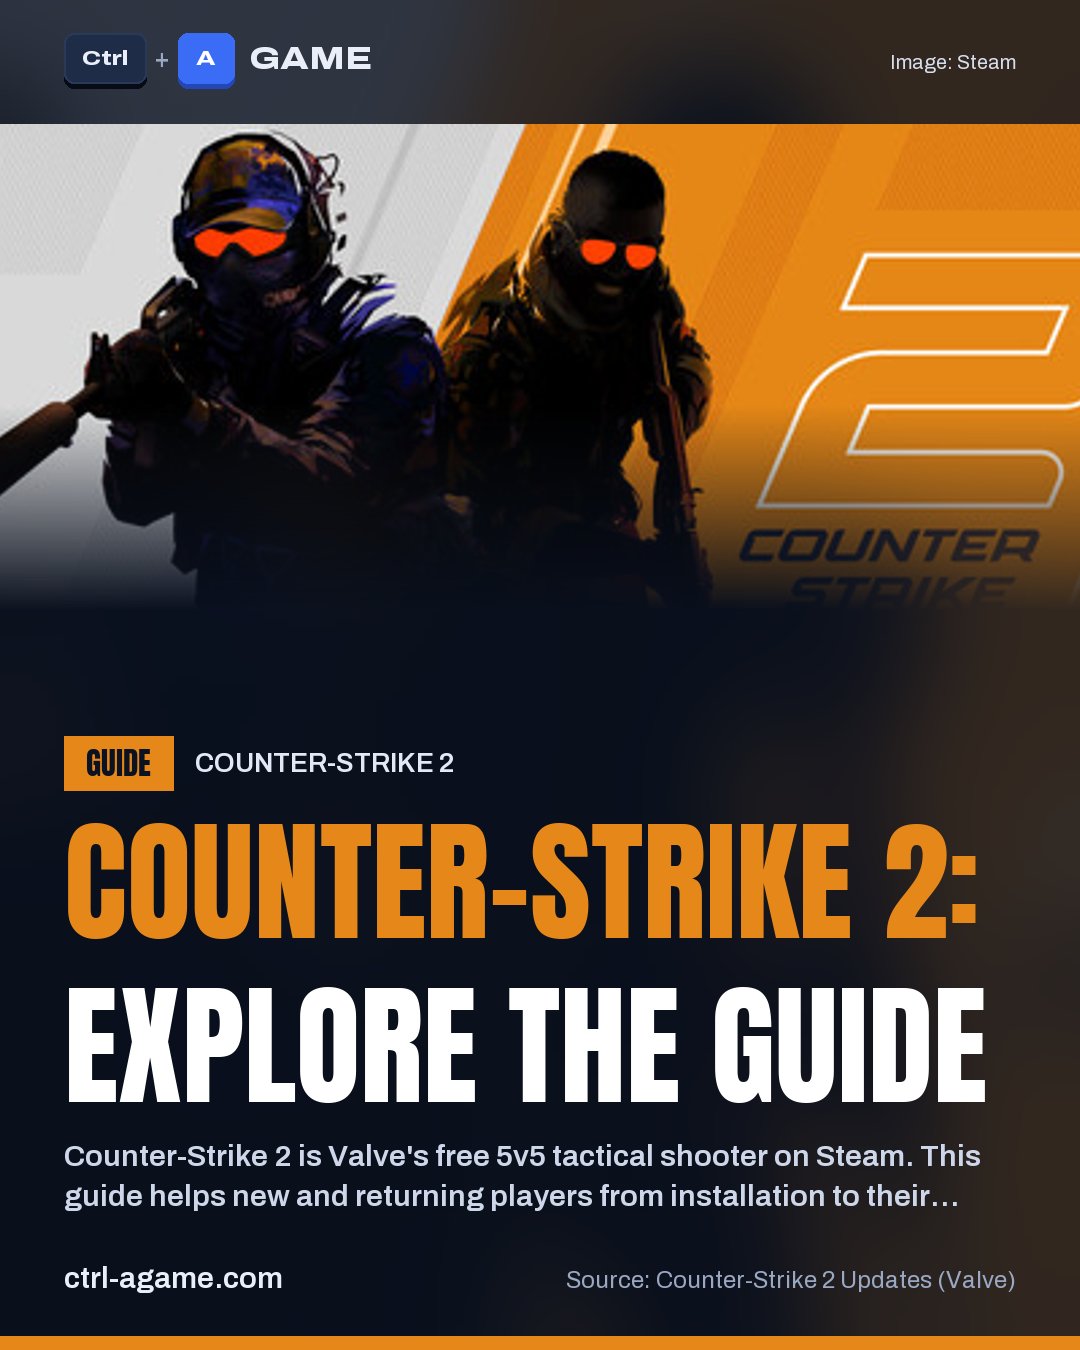 Ctrl + A GAME
Image: Steam
2
COUNTER
STRIKE
GUIDE
COUNTER-STRIKE 2
COUNTER-STRIKE 2:
EXPLORE THE GUIDE
Counter-Strike 2 is Valve's free 5v5 tactical shooter on Steam. This
guide helps new and returning players from installation to their...
ctrl-agame.com
Source: Counter-Strike 2 Updates (Valve)